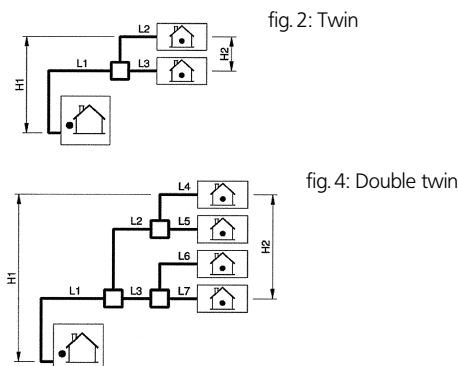 fig. 2: Twin
L2
L1
L3
H1
H2
fig. 4: Double twin
L4
L2
L5
L6
L1
L3
L7
H1
H2